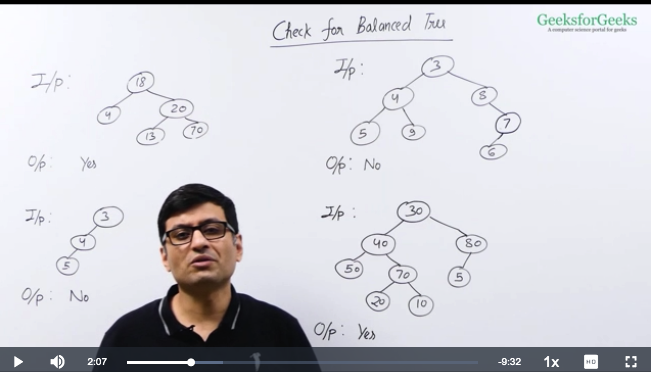 Check for Balanced Tree
GeeksforGeeks
A computer science portal for geeks
I/p:
18
4
20
13
70
O/p: Yes
I/p:
3
4
8
5
9
7
6
O/p: No
I/p:
3
4
5
O/p: No
I/p:
30
40
80
50
70
5
20
10
O/p: Yes
2:07
-9:32
1x
HD